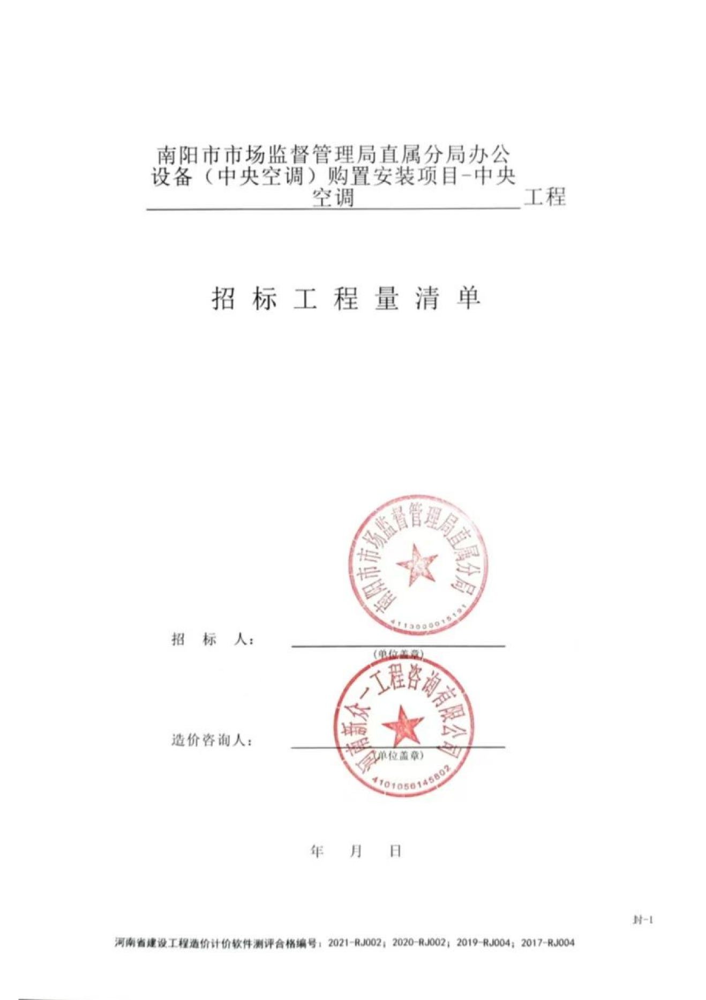 南阳市市场监督管理局直属分局办公
设备（中央空调）购置安装项目-中央
空调
工程
招标工程量清单
南阳市市场监督管理局直属分局
4113000015191
招标人：
(单位盖章)
河南新众一工程咨询有限公司
造价咨询人：
(单位盖章)
4101056145802
年 月 日
封-1
河南省建设工程造价计价软件测评合格编号：2021-RJ002；2020-RJ002；2019-RJ004；2017-RJ004